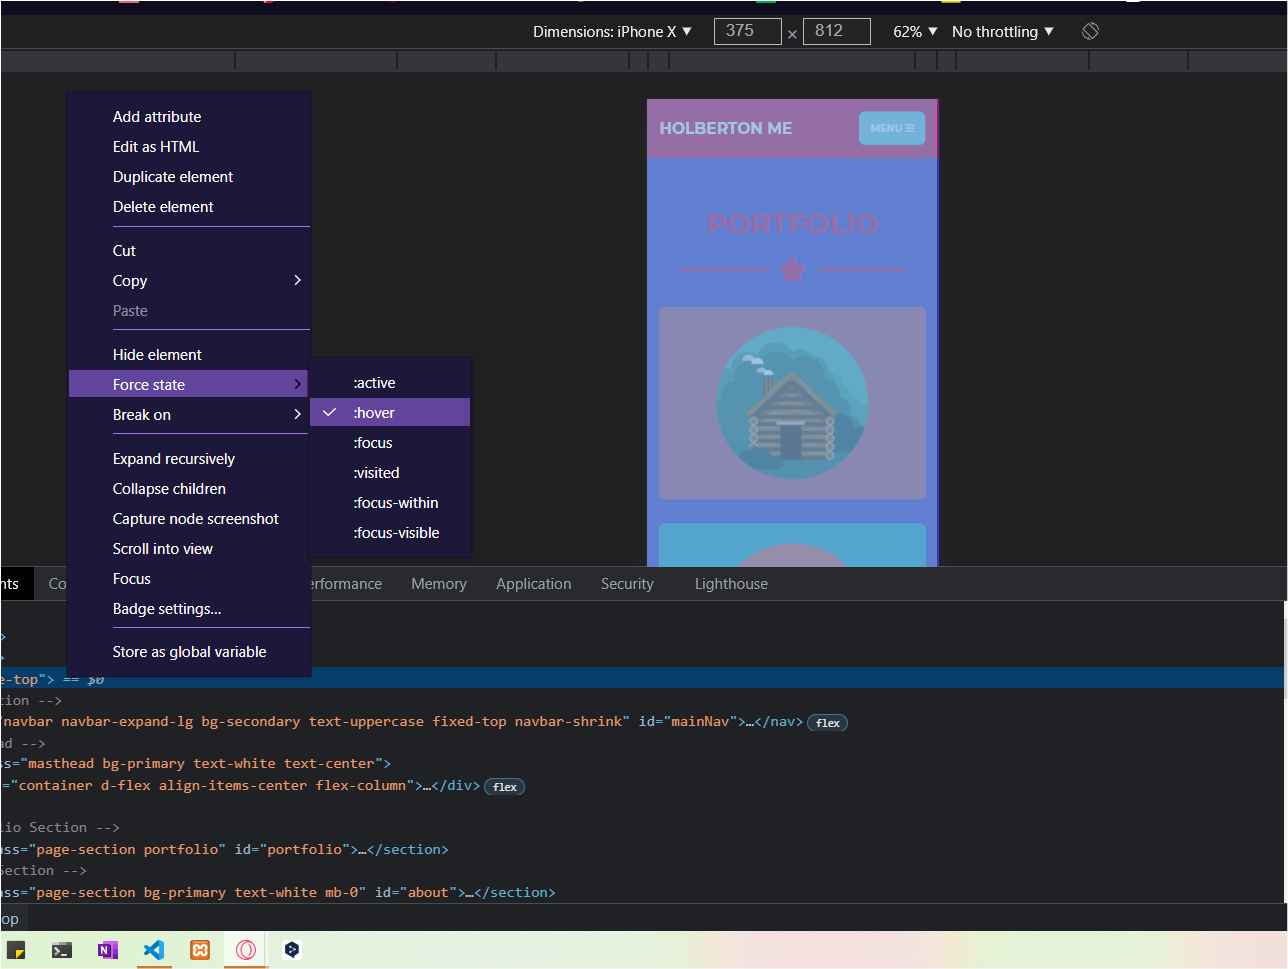 Dimensions: iPhone X ▼ 375 × 812 62% ▼ No throttling ▼
HOLBERTON ME MENU
PORTFOLIO
Add attribute
Edit as HTML
Duplicate element
Delete element
Cut
Copy
Paste
Hide element
Force state
Break on
Expand recursively
Collapse children
Capture node screenshot
Scroll into view
Focus
Badge settings...
Store as global variable
:active
:hover
:focus
:visited
:focus-within
:focus-visible
nts Co erformance Memory Application Security Lighthouse
>
>
e-top"> == $0
tion -->
"navbar navbar-expand-lg bg-secondary text-uppercase fixed-top navbar-shrink" id="mainNav">…</nav> flex
ad -->
ss="masthead bg-primary text-white text-center">
="container d-flex align-items-center flex-column">…</div> flex
lio Section -->
ass="page-section portfolio" id="portfolio">…</section>
Section -->
ass="page-section bg-primary text-white mb-0" id="about">…</section>
op